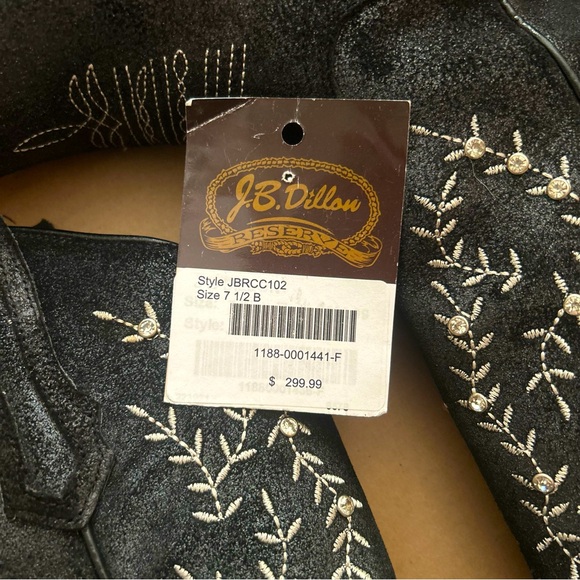 J.B. Dillon
RESERVE
Style JBRCC102
Size 7 1/2 B
1188-0001441-F
$ 299.99